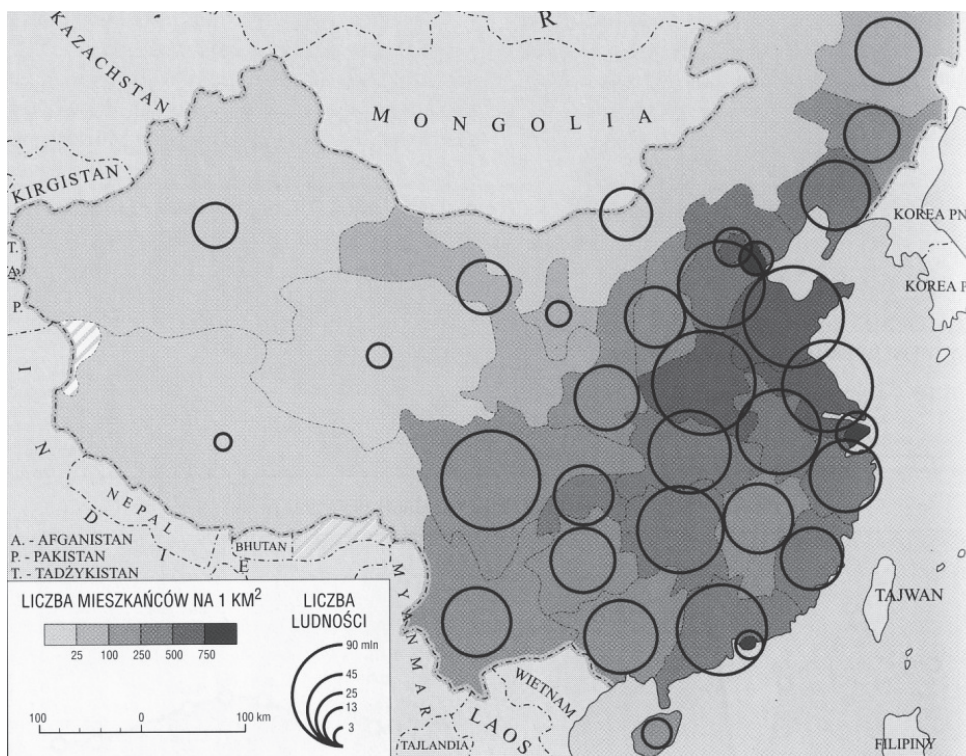 R
KAZACHSTAN
MONGOLIA
KIRGISTAN
KOREA PN
T.
A.
KOREA P
P.
I
N
D
I
E
NEPAL
BHUTAN
A. - AFGANISTAN
P. - PAKISTAN
T. - TADŻYKISTAN
MYANMAR
TAJWAN
WIETNAM
LAOS
TAJLANDIA
FILIPINY
LICZBA MIESZKAŃCÓW NA 1 KM2
25 100 250 500 750
100 0 100 km
LICZBA
LUDNOŚCI
90 mln
45
25
13
3